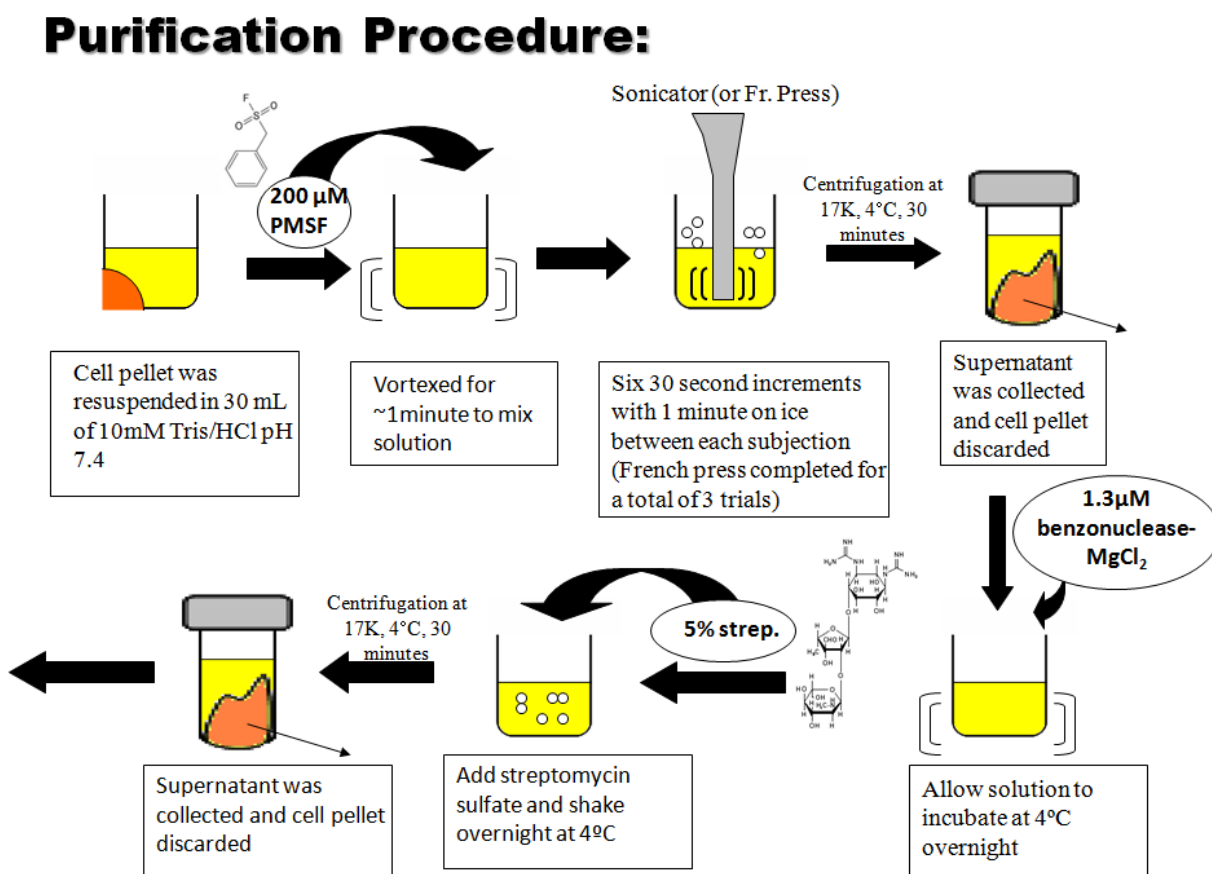 Purification Procedure:
F
O
S
O
200 µM
PMSF
Sonicator (or Fr. Press)
Centrifugation at
17K, 4°C, 30
minutes
Cell pellet was
resuspended in 30 mL
of 10mM Tris/HCl pH
7.4
Vortexed for
~1minute to mix
solution
Six 30 second increments
with 1 minute on ice
between each subjection
(French press completed for
a total of 3 trials)
Supernatant
was collected
and cell pellet
discarded
1.3µM
benzonuclease-
MgCl₂
Allow solution to
incubate at 4°C
overnight
5% strep.
Add streptomycin
sulfate and shake
overnight at 4ºC
Centrifugation at
17K, 4°C, 30
minutes
Supernatant was
collected and cell pellet
discarded